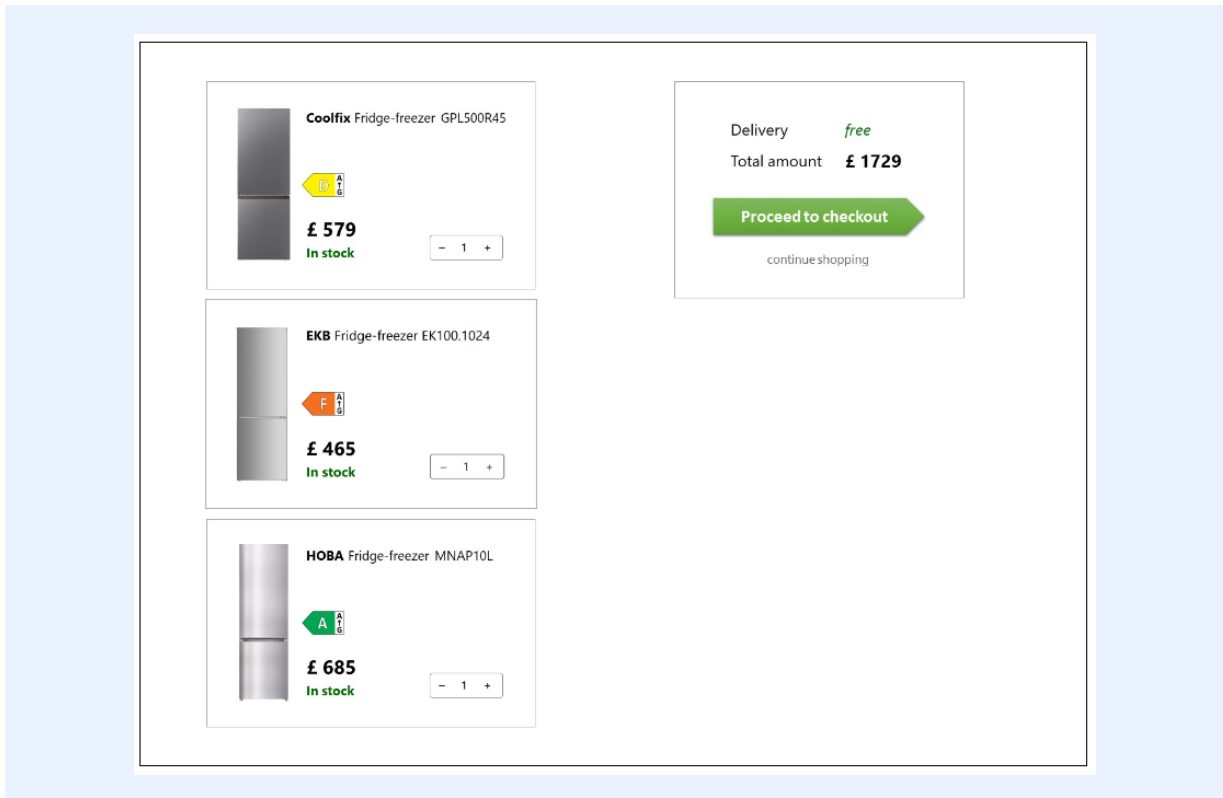 Coolfix Fridge-freezer GPL500R45
D A↑G
£ 579
In stock
– 1 +
EKB Fridge-freezer EK100.1024
F A↑G
£ 465
In stock
– 1 +
HOBA Fridge-freezer MNAP10L
A A↑G
£ 685
In stock
– 1 +
Delivery free
Total amount £ 1729
Proceed to checkout
continue shopping